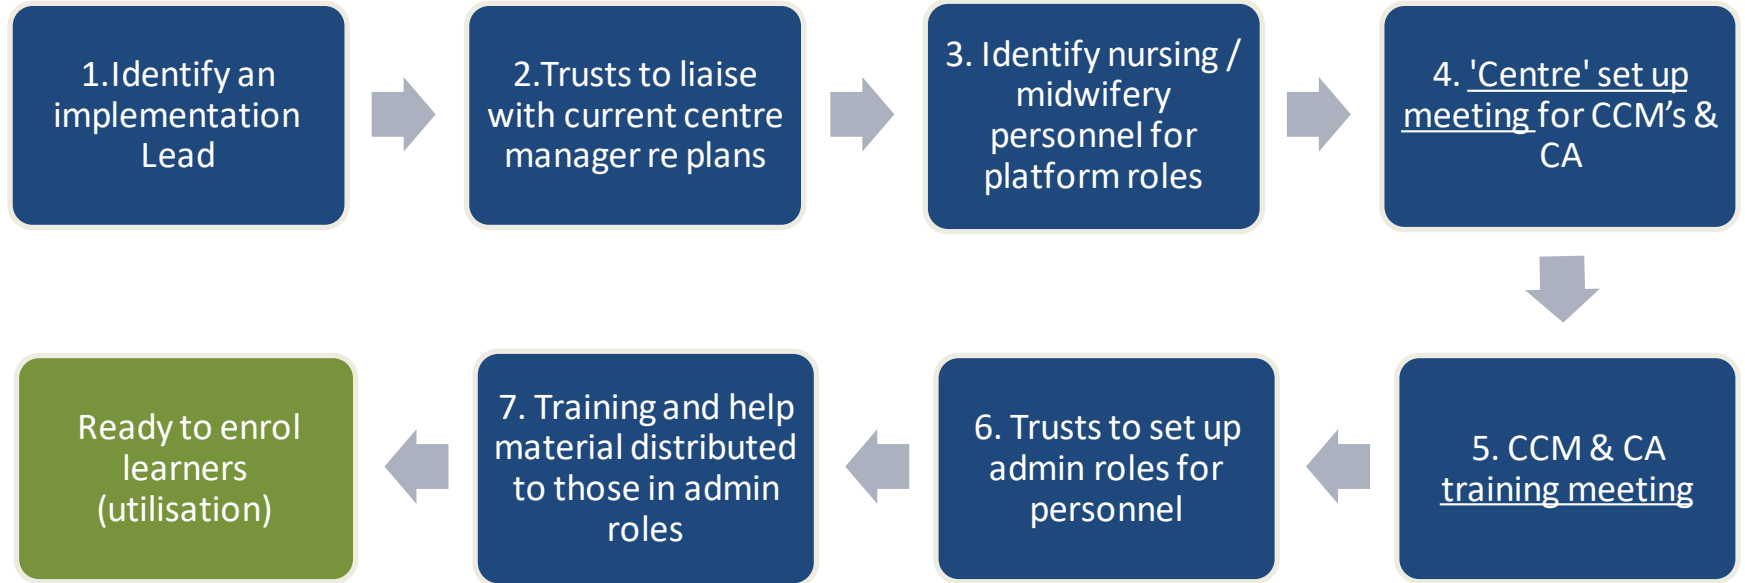 1.Identify an
implementation
Lead
2.Trusts to liaise
with current centre
manager re plans
3. Identify nursing /
midwifery
personnel for
platform roles
4. 'Centre' set up
meeting for CCM’s &
CA
5. CCM & CA
training meeting
6. Trusts to set up
admin roles for
personnel
7. Training and help
material distributed
to those in admin
roles
Ready to enrol
learners
(utilisation)